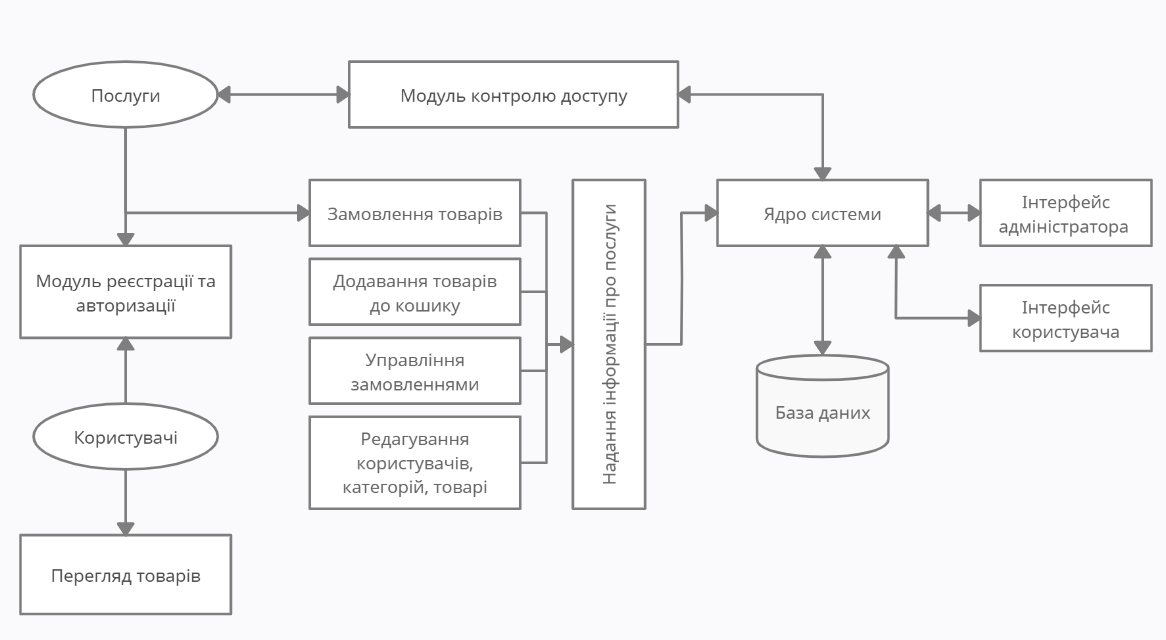 Послуги
Модуль контролю доступу
Замовлення товарів
Ядро системи
Інтерфейс
адміністратора
Модуль реєстрації та
авторизації
Додавання товарів
до кошику
Інтерфейс
користувача
Управління
замовленнями
Надання інформації про послуги
База даних
Користувачі
Редагування
користувачів,
категорій, товарі
Перегляд товарів